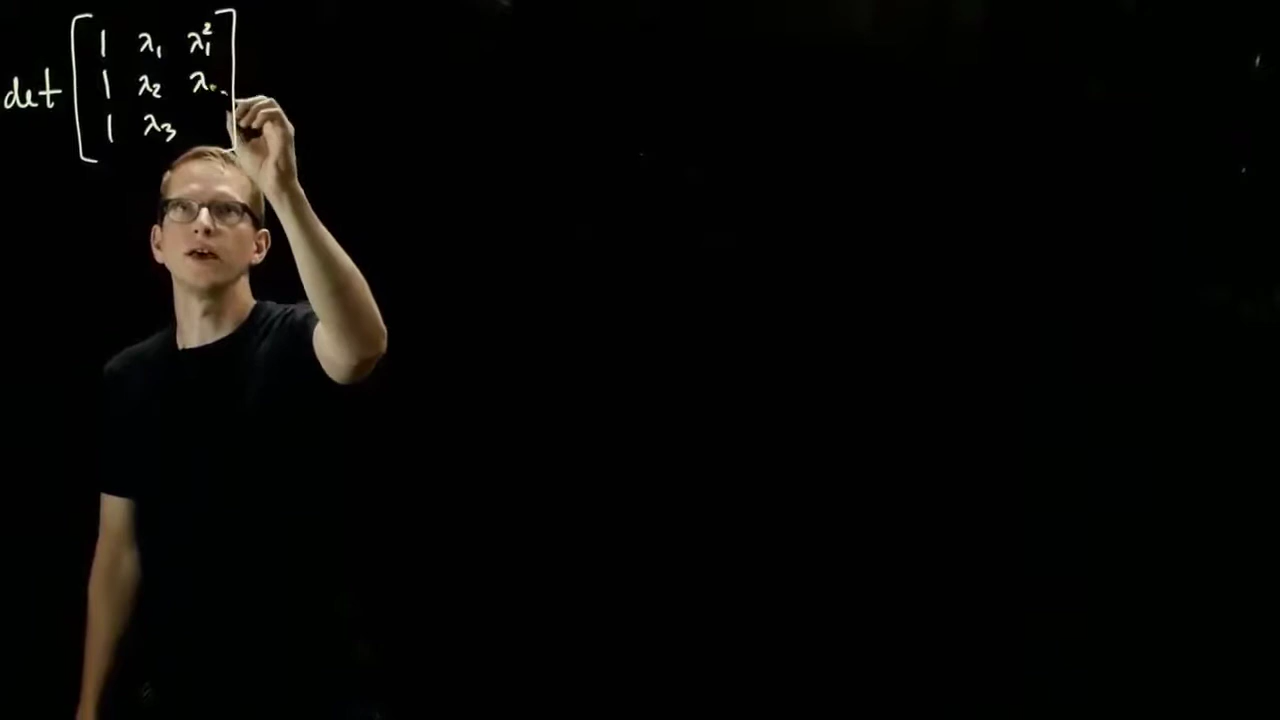 det [ 1 λ₁ λ₁²
1 λ₂ λ
1 λ₃ ]